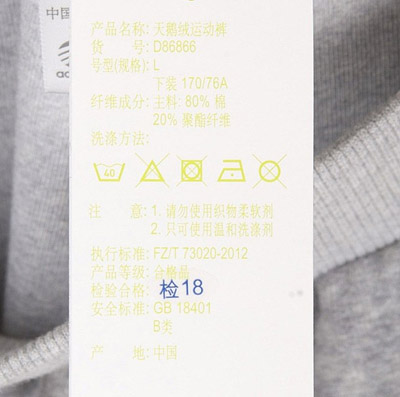 中国
产品名称: 天鹅绒运动裤
货 号: D86866
号型(规格): L
下装 170/76A
纤维成分: 主料: 80% 棉
20% 聚酯纤维
洗涤方法:
40
注 意: 1. 请勿使用织物柔软剂
2. 只可使用温和洗涤剂
执行标准: FZ/T 73020-2012
产品等级: 合格品
检验合格: 检18
安全标准: GB 18401
B类
产 地: 中国